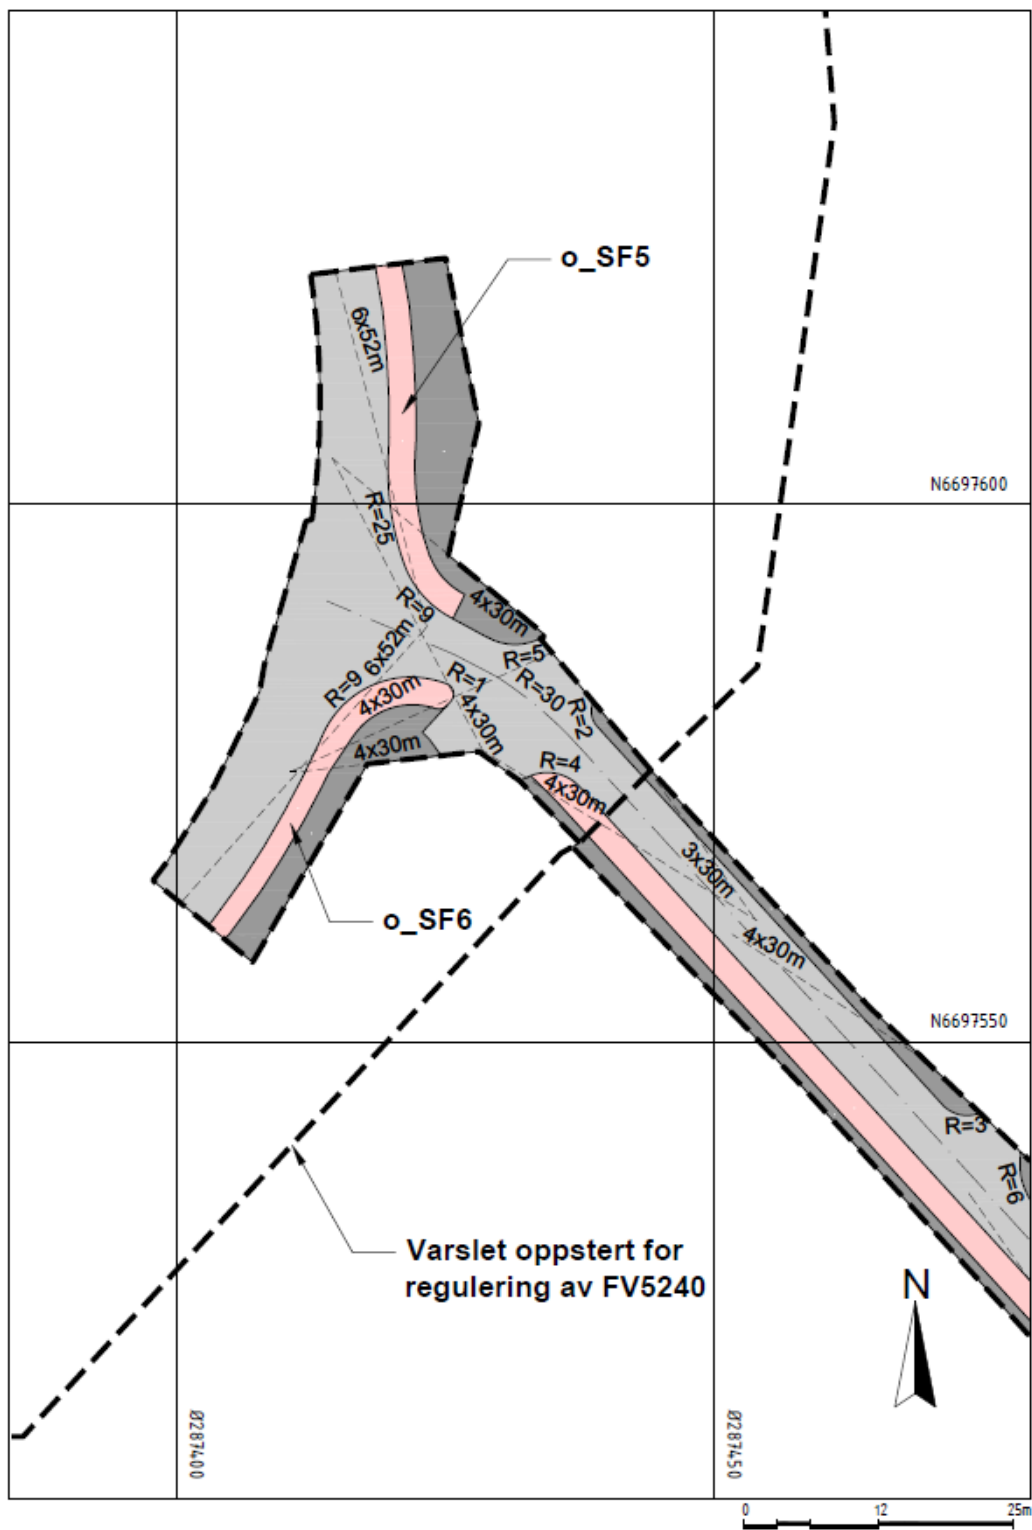 o_SF5
6x52m
N6697600
R=25
4x30m
R=9
6x52m
R=5
R=1
R=9
4x30m
R=30
R=2
4x30m
4x30m
R=4
4x30m
3x30m
o_SF6
4x30m
N6697550
R=3
R=6
Varslet oppstert for
regulering av FV5240
N
Ø287400
Ø287450
0 12 25m